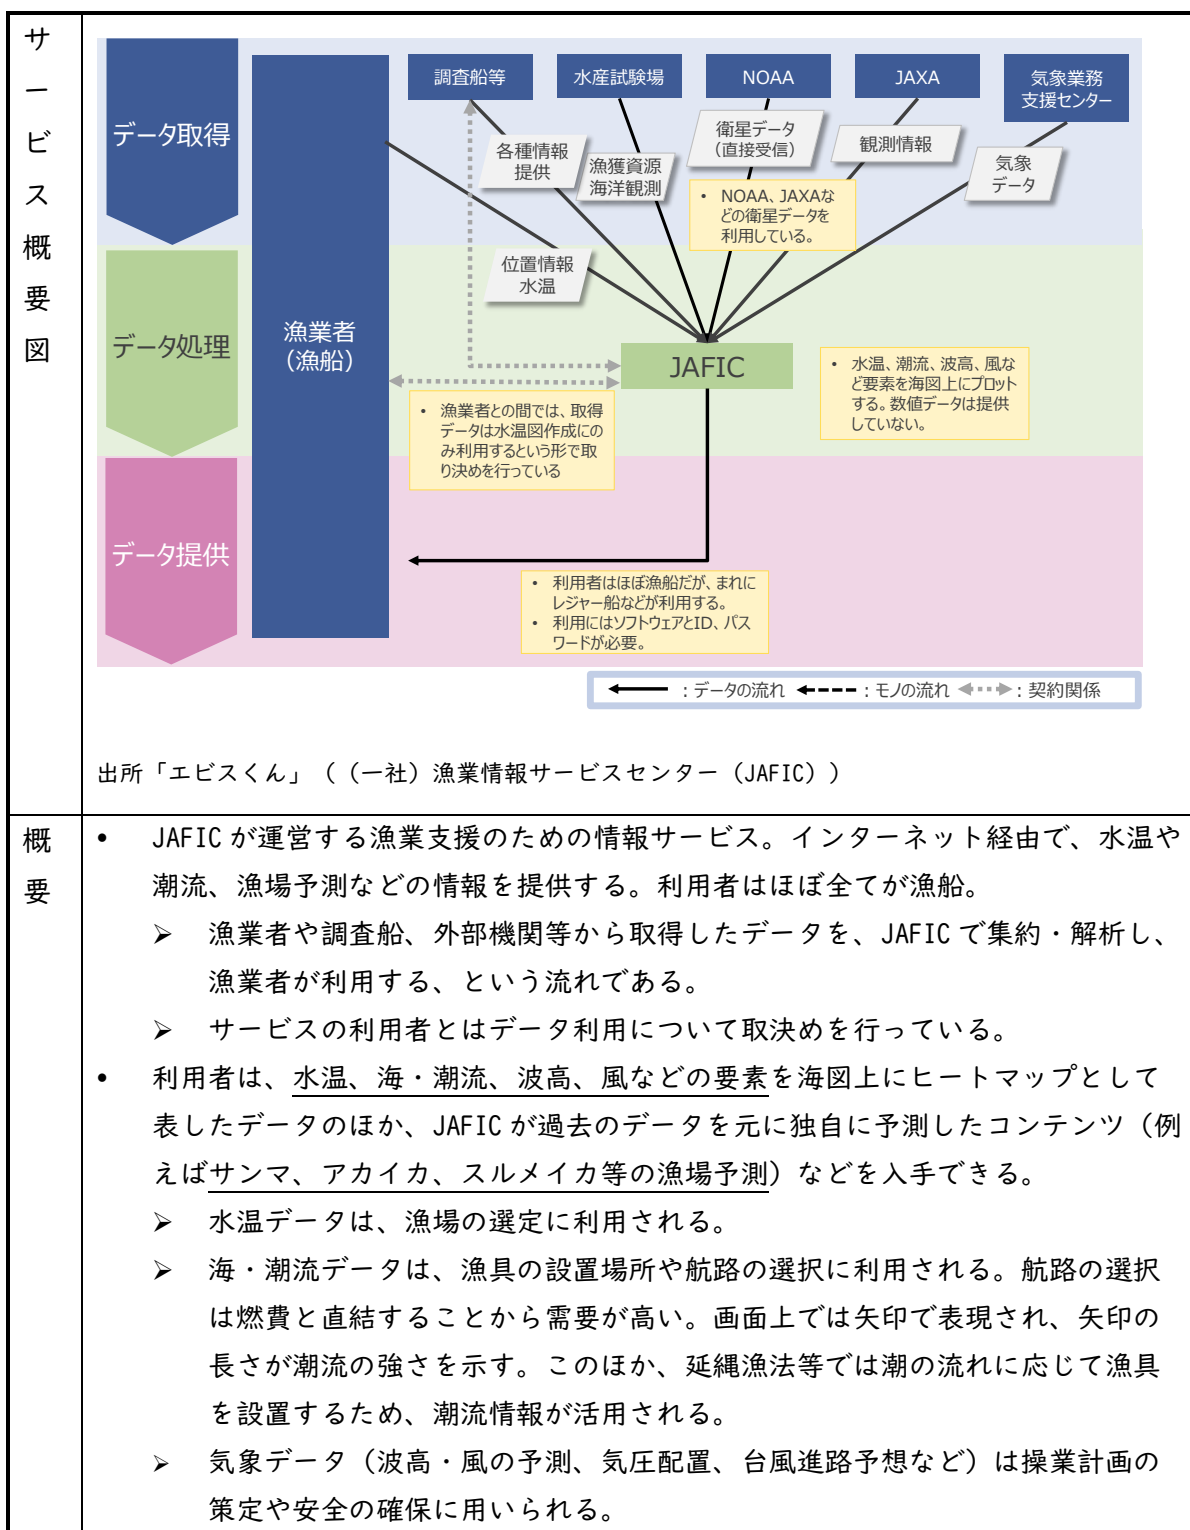 サービス概要図
データ取得
データ処理
データ提供
漁業者
（漁船）
調査船等
水産試験場
NOAA
JAXA
気象業務
支援センター
各種情報
提供
漁獲資源
海洋観測
衛星データ
（直接受信）
観測情報
気象
データ
• NOAA、JAXAな
どの衛星データを
利用している。
位置情報
水温
JAFIC
• 水温、潮流、波高、風な
ど要素を海図上にプロット
する。数値データは提供
していない。
• 漁業者との間では、取得
データは水温図作成にの
み利用するという形で取
り決めを行っている
• 利用者はほぼ漁船だが、まれに
レジャー船などが利用する。
• 利用にはソフトウェアとID、パス
ワードが必要。
：データの流れ ：モノの流れ ：契約関係
出所「エビスくん」（（一社）漁業情報サービスセンター（JAFIC））
概要
• JAFIC が運営する漁業支援のための情報サービス。インターネット経由で、水温や
潮流、漁場予測などの情報を提供する。利用者はほぼ全てが漁船。
➢ 漁業者や調査船、外部機関等から取得したデータを、JAFIC で集約・解析し、
漁業者が利用する、という流れである。
➢ サービスの利用者とはデータ利用について取決めを行っている。
• 利用者は、水温、海・潮流、波高、風などの要素を海図上にヒートマップとして
表したデータのほか、JAFIC が過去のデータを元に独自に予測したコンテンツ（例
えばサンマ、アカイカ、スルメイカ等の漁場予測）などを入手できる。
➢ 水温データは、漁場の選定に利用される。
➢ 海・潮流データは、漁具の設置場所や航路の選択に利用される。航路の選択
は燃費と直結することから需要が高い。画面上では矢印で表現され、矢印の
長さが潮流の強さを示す。このほか、延縄漁法等では潮の流れに応じて漁具
を設置するため、潮流情報が活用される。
➢ 気象データ（波高・風の予測、気圧配置、台風進路予想など）は操業計画の
策定や安全の確保に用いられる。